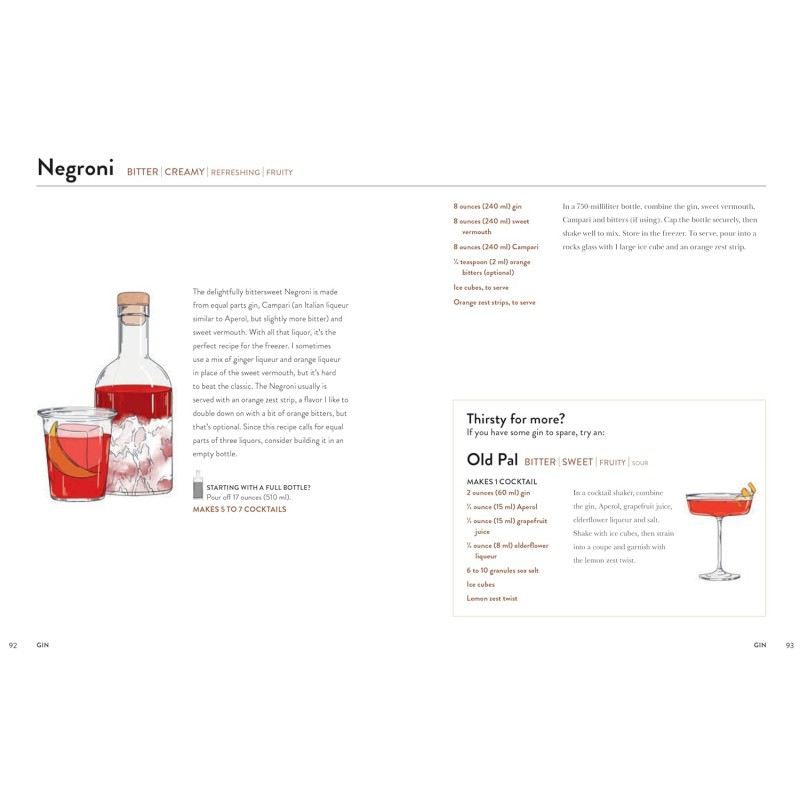 Negroni BITTER | CREAMY | REFRESHING | FRUITY
The delightfully bittersweet Negroni is made
from equal parts gin, Campari (an Italian liqueur
similar to Aperol, but slightly more bitter) and
sweet vermouth. With all that liquor, it's the
perfect recipe for the freezer. I sometimes
use a mix of ginger liqueur and orange liqueur
in place of the sweet vermouth, but it's hard
to beat the classic. The Negroni usually is
served with an orange zest strip, a flavor I like to
double down on with a bit of orange bitters, but
that's optional. Since this recipe calls for equal
parts of three liquors, consider building it in an
empty bottle.
STARTING WITH A FULL BOTTLE?
Pour off 17 ounces (510 ml).
MAKES 5 TO 7 COCKTAILS
92 GIN
8 ounces (240 ml) gin
8 ounces (240 ml) sweet
vermouth
8 ounces (240 ml) Campari
½ teaspoon (2 ml) orange
bitters (optional)
Ice cubes, to serve
Orange zest strips, to serve
In a 750-milliliter bottle, combine the gin, sweet vermouth,
Campari and bitters (if using). Cap the bottle securely, then
shake well to mix. Store in the freezer. To serve, pour into a
rocks glass with 1 large ice cube and an orange zest strip.
Thirsty for more?
If you have some gin to spare, try an:
Old Pal BITTER | SWEET | FRUITY | SOUR
MAKES 1 COCKTAIL
2 ounces (60 ml) gin
½ ounce (15 ml) Aperol
½ ounce (15 ml) grapefruit
juice
¼ ounce (8 ml) elderflower
liqueur
6 to 10 granules sea salt
Ice cubes
Lemon zest twist
In a cocktail shaker, combine
the gin, Aperol, grapefruit juice,
elderflower liqueur and salt.
Shake with ice cubes, then strain
into a coupe and garnish with
the lemon zest twist.
GIN 93